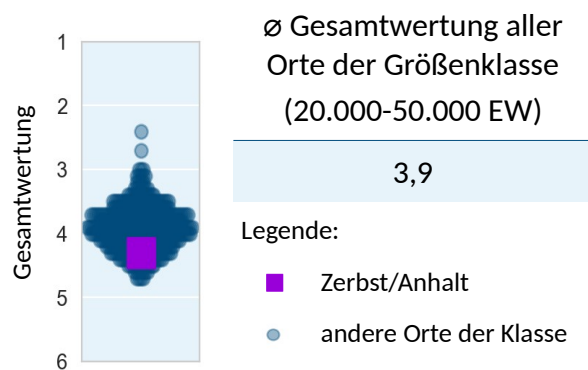 Gesamtwertung
1
2
3
4
5
6
⌀ Gesamtwertung aller
Orte der Größenklasse
(20.000-50.000 EW)
3,9
Legende:
Zerbst/Anhalt
andere Orte der Klasse